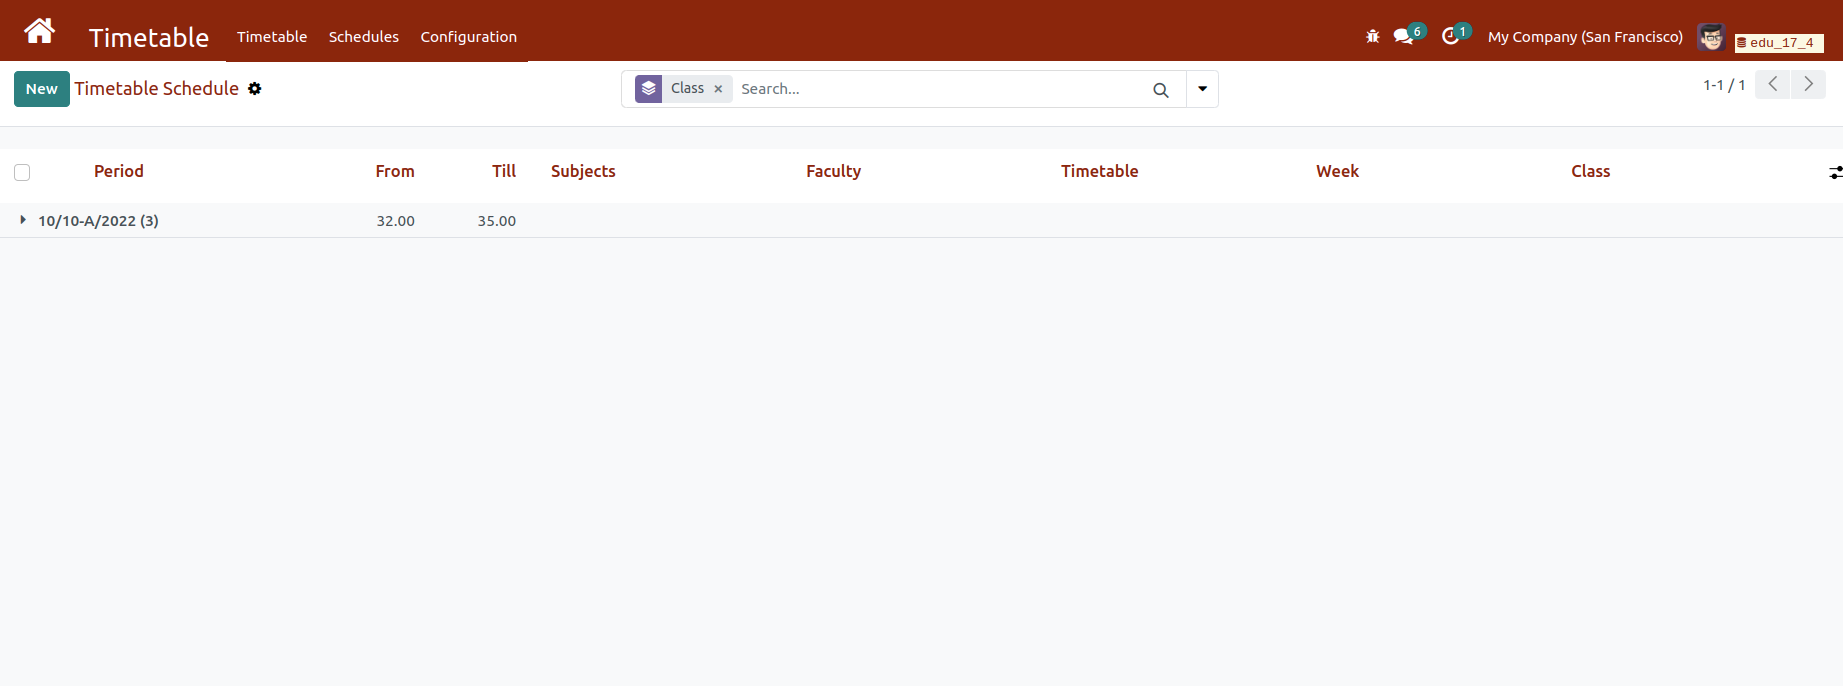 Timetable Timetable Schedules Configuration 6 1 My Company (San Francisco) edu_17_4
New Timetable Schedule Class × Search... 1-1 / 1
Period From Till Subjects Faculty Timetable Week Class
10/10-A/2022 (3) 32.00 35.00